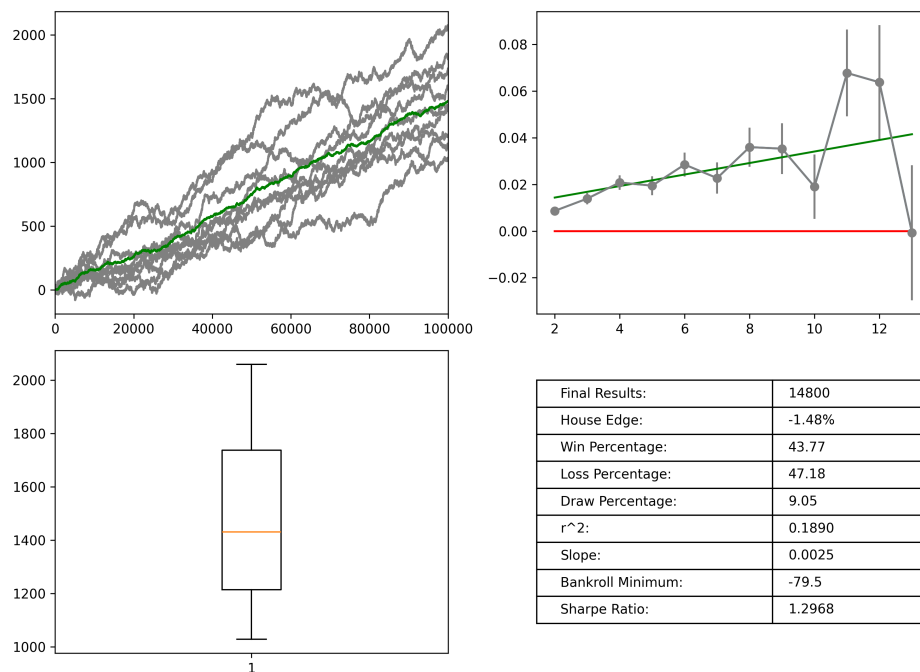 2000
1500
1000
500
0
0 20000 40000 60000 80000 100000
0.08
0.06
0.04
0.02
0.00
−0.02
2 4 6 8 10 12
2000
1800
1600
1400
1200
1000
1
Final Results: 14800
House Edge: -1.48%
Win Percentage: 43.77
Loss Percentage: 47.18
Draw Percentage: 9.05
r^2: 0.1890
Slope: 0.0025
Bankroll Minimum: -79.5
Sharpe Ratio: 1.2968